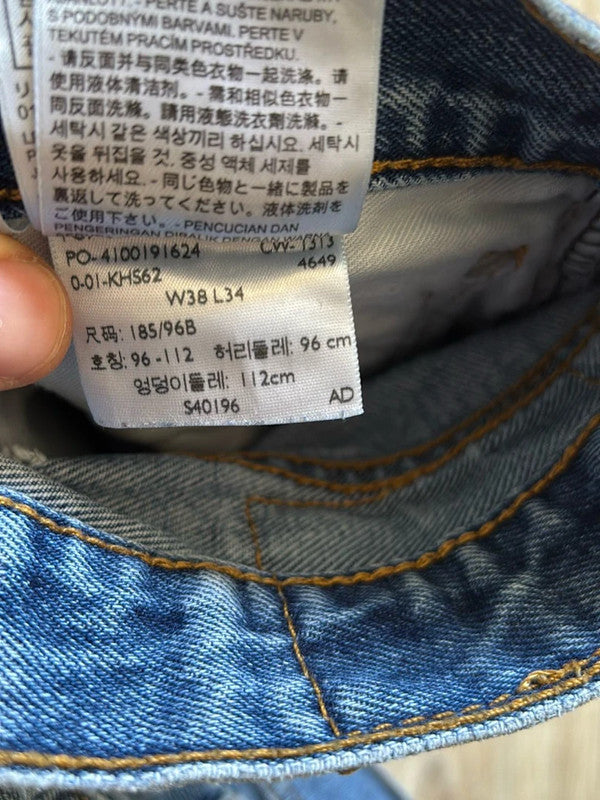 - PERTE A SUŠTE NARUBY,
S PODOBNÝMI BARVAMI. PERTE V
TEKUTÉM PRACÍM PROSTŘEDKU.
- 请反面并与同类色衣物一起洗涤。请
使用液体清洁剂。 - 需和相似色衣物一
同反面洗滌。請用液態洗衣劑洗滌。 -
세탁시 같은 색상끼리 하십시요. 세탁시
옷을 뒤집을 것. 중성 액체 세제를
사용하세요. - 同じ色物と一緒に製品を
裏返して洗ってください。液体洗剤をご
使用下さい。 - PENCUCIAN DAN
PENGERINGAN DIBALIK DENGAN WARNA
PO-4100191624 CW-1313
0-01-KHS62 4649
W38 L34
尺码: 185/96B
호칭: 96 -112 허리둘레: 96 cm
엉덩이둘레: 112cm
S40196 AD